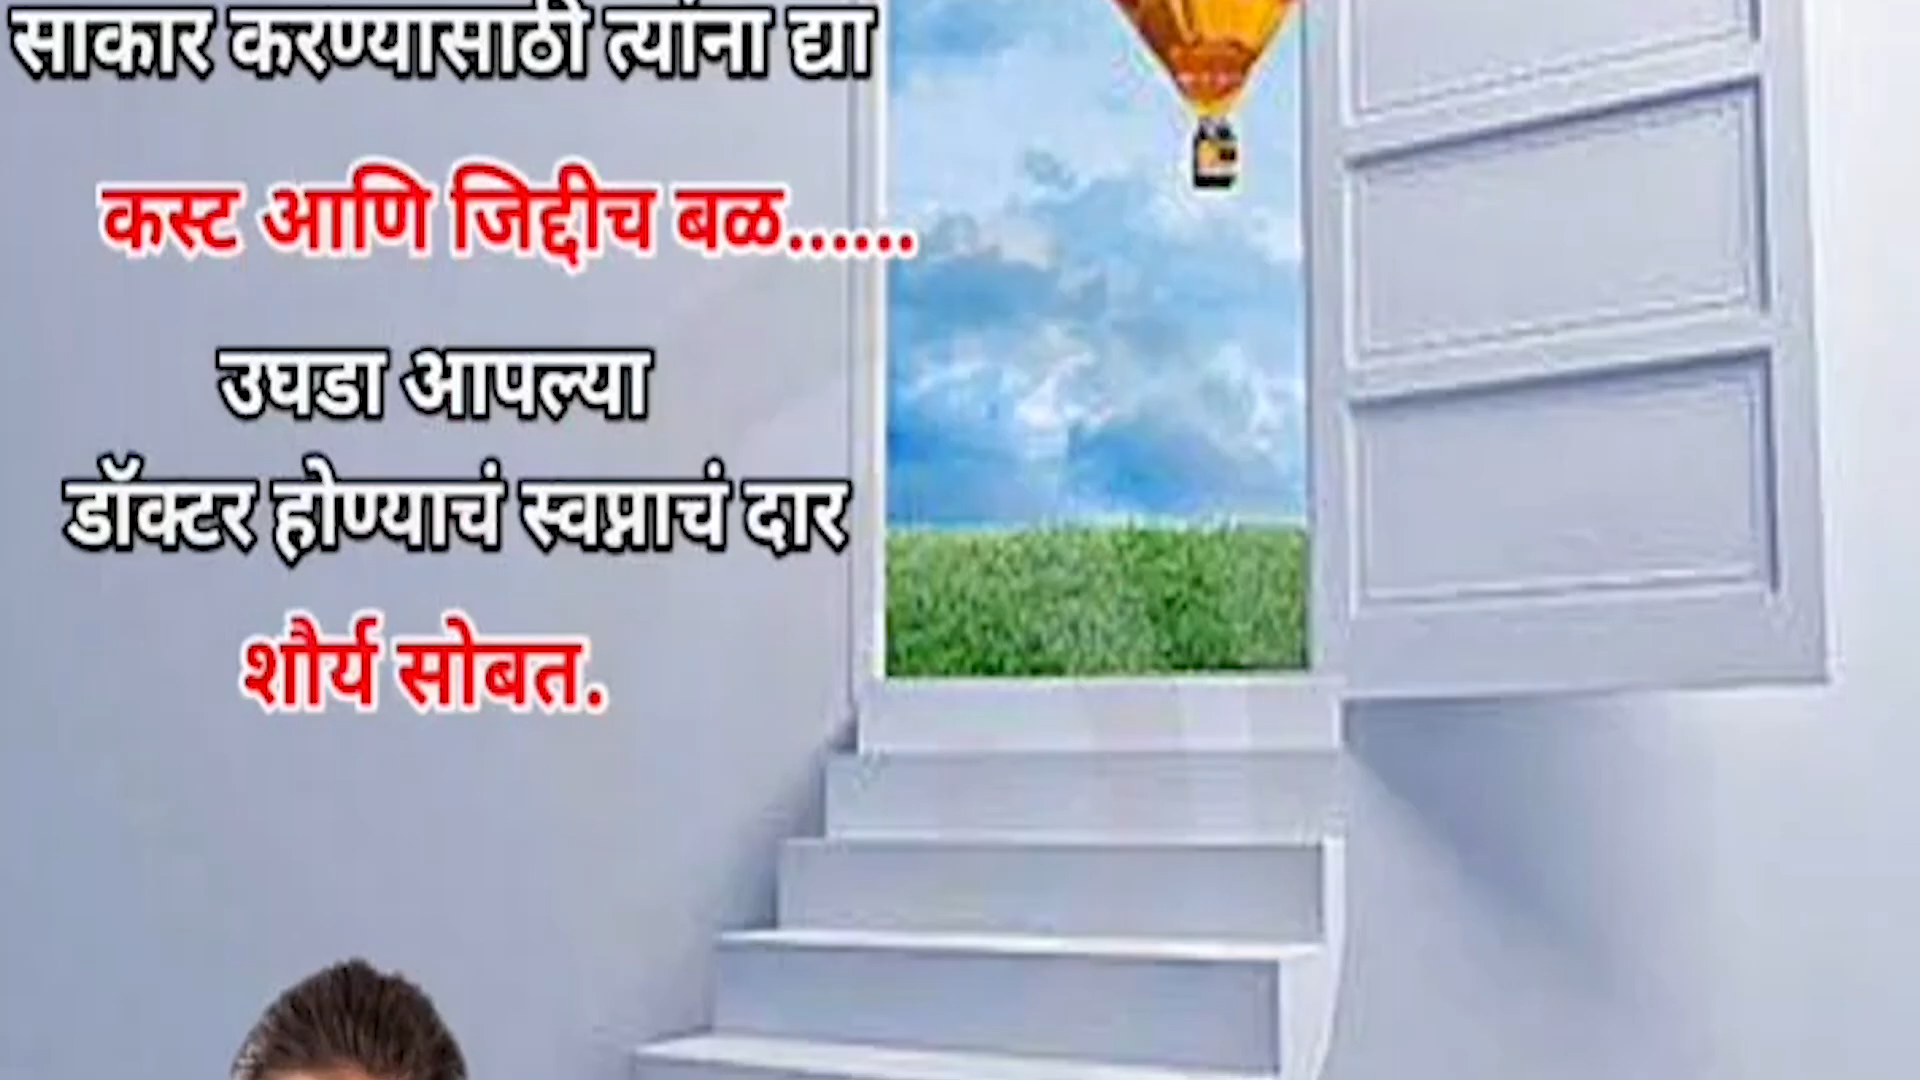 साकार करण्यासाठी त्यांना द्या
कस्ट आणि जिद्दीच बळ......
उघडा आपल्या
डॉक्टर होण्याचं स्वप्नाचं दार
शौर्य सोबत.